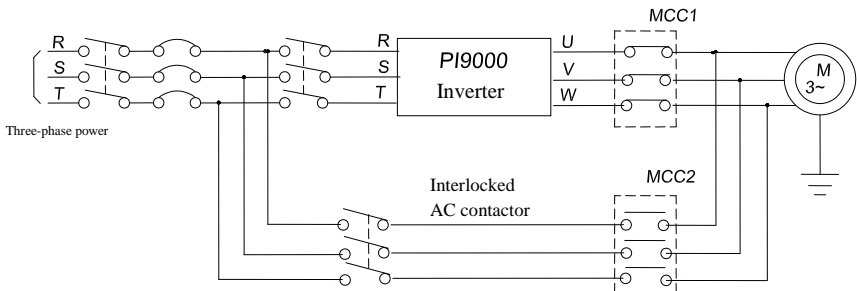 MCC1
R
S
T
R
S
T
PI9000
Inverter
U
V
W
M
3~
Three-phase power
Interlocked
AC contactor
MCC2